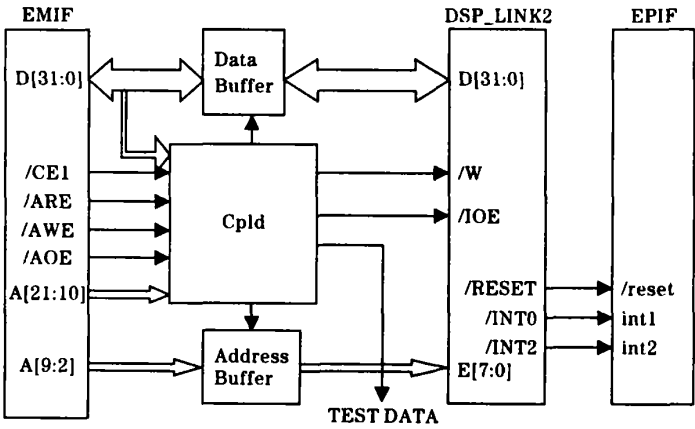 EMIF
DSP_LINK2
EPIF
D[31:0]
Data
Buffer
D[31:0]
/CE1
/ARE
/AWE
/AOE
A[21:10]
A[9:2]
Cpld
/W
/IOE
/RESET
/INT0
/INT2
E[7:0]
/reset
int1
int2
Address
Buffer
TEST DATA